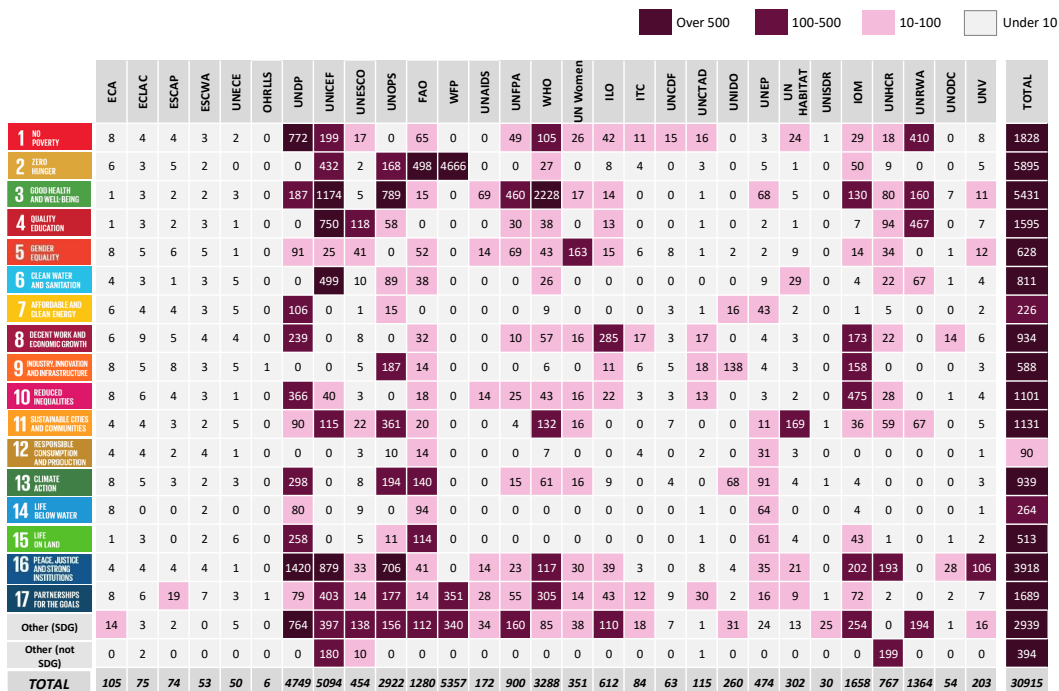 Over 500 100-500 10-100 Under 10
ECA ECLAC ESCAP ESCWA UNECE OHRLLS UNDP UNICEF UNESCO UNOPS FAO WFP UNAIDS UNFPA WHO UN Women ILO ITC UNCDF UNCTAD UNIDO UNEP UN HABITAT UNISDR IOM UNHCR UNRWA UNODC UNV TOTAL
1 NO POVERTY 8 4 4 3 2 0 772 199 17 0 65 0 0 49 105 26 42 11 15 16 0 3 24 1 29 18 410 0 8 1828
2 ZERO HUNGER 6 3 5 2 0 0 0 432 2 168 498 4666 0 0 27 0 8 4 0 3 0 5 1 0 50 9 0 0 5 5895
3 GOOD HEALTH AND WELL-BEING 1 3 2 2 3 0 187 1174 5 789 15 0 69 460 2228 17 14 0 0 1 0 68 5 0 130 80 160 7 11 5431
4 QUALITY EDUCATION 1 3 2 3 1 0 0 750 118 58 0 0 0 30 38 0 13 0 0 1 0 2 1 0 7 94 467 0 7 1595
5 GENDER EQUALITY 8 5 6 5 1 0 91 25 41 0 52 0 14 69 43 163 15 6 8 1 2 2 9 0 14 34 0 1 12 628
6 CLEAN WATER AND SANITATION 4 3 1 3 5 0 0 499 10 89 38 0 0 0 26 0 0 0 0 0 0 9 29 0 4 22 67 1 4 811
7 AFFORDABLE AND CLEAN ENERGY 6 4 4 3 5 0 106 0 1 15 0 0 0 0 9 0 0 0 3 1 16 43 2 0 1 5 0 0 2 226
8 DECENT WORK AND ECONOMIC GROWTH 6 9 5 4 4 0 239 0 8 0 32 0 0 10 57 16 285 17 3 17 0 4 3 0 173 22 0 14 6 934
9 INDUSTRY, INNOVATION AND INFRASTRUCTURE 8 5 8 3 5 1 0 0 5 187 14 0 0 0 6 0 11 6 5 18 138 4 3 0 158 0 0 0 3 588
10 REDUCED INEQUALITIES 8 6 4 3 1 0 366 40 3 0 18 0 14 25 43 16 22 3 3 13 0 3 2 0 475 28 0 1 4 1101
11 SUSTAINABLE CITIES AND COMMUNITIES 4 4 3 2 5 0 90 115 22 361 20 0 0 4 132 16 0 0 7 0 0 11 169 1 36 59 67 0 5 1131
12 RESPONSIBLE CONSUMPTION AND PRODUCTION 4 4 2 4 1 0 0 0 3 10 14 0 0 0 7 0 0 4 0 2 0 31 3 0 0 0 0 0 1 90
13 CLIMATE ACTION 8 5 3 2 3 0 298 0 8 194 140 0 0 15 61 16 9 0 4 0 68 91 4 1 4 0 0 0 3 939
14 LIFE BELOW WATER 8 0 0 2 0 0 80 0 9 0 94 0 0 0 0 0 0 0 0 1 0 64 0 0 4 0 0 0 1 264
15 LIFE ON LAND 1 3 0 2 6 0 258 0 5 11 114 0 0 0 0 0 0 0 0 1 0 61 4 0 43 1 0 1 2 513
16 PEACE, JUSTICE AND STRONG INSTITUTIONS 4 4 4 4 1 0 1420 879 33 706 41 0 14 23 117 30 39 3 0 8 4 35 21 0 202 193 0 28 106 3918
17 PARTNERSHIPS FOR THE GOALS 8 6 19 7 3 1 79 403 14 177 14 351 28 55 305 14 43 12 9 30 2 16 9 1 72 2 0 2 7 1689
Other (SDG) 14 3 2 0 5 0 764 397 138 156 112 340 34 160 85 38 110 18 7 1 31 24 13 25 254 0 194 1 16 2939
Other (not SDG) 0 2 0 0 0 0 0 180 10 0 0 0 0 0 0 0 0 0 0 1 0 0 0 0 0 199 0 0 0 394
TOTAL 105 75 74 53 50 6 4749 5094 454 2922 1280 5357 172 900 3288 351 612 84 63 115 260 474 302 30 1658 767 1364 54 203 30915